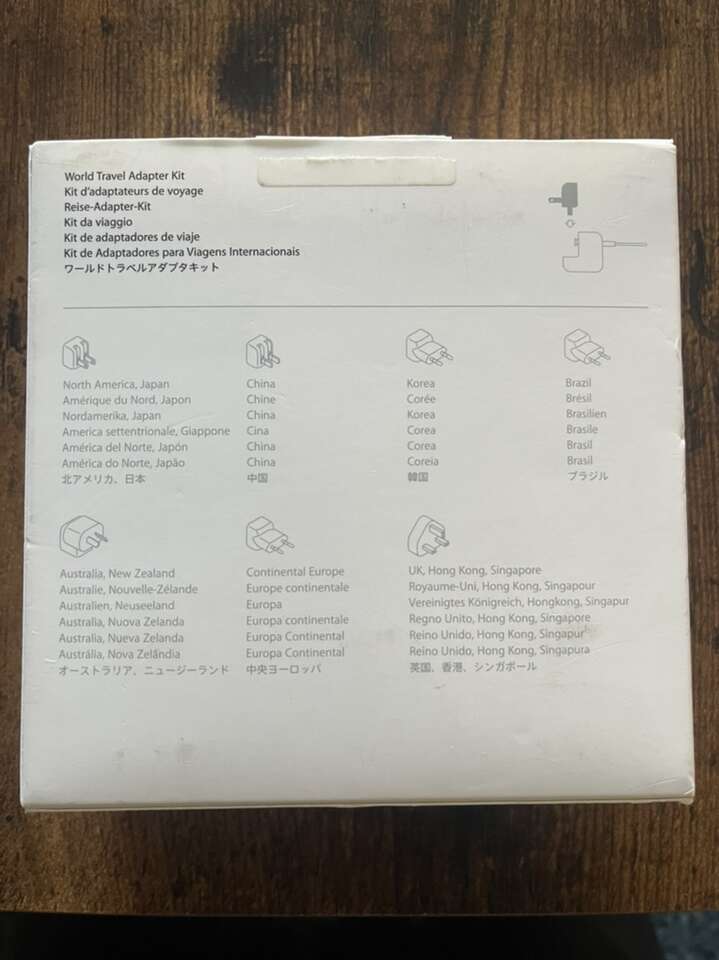 World Travel Adapter Kit
Kit d'adaptateurs de voyage
Reise-Adapter-Kit
Kit da viaggio
Kit de adaptadores de viaje
Kit de Adaptadores para Viagens Internacionais
ワールドトラベルアダプタキット
North America, Japan
Amérique du Nord, Japon
Nordamerika, Japan
America settentrionale, Giappone
América del Norte, Japón
América do Norte, Japão
北アメリカ、日本
China
Chine
China
Cina
China
China
中国
Korea
Corée
Korea
Corea
Corea
Coreia
韓国
Brazil
Brésil
Brasilien
Brasile
Brasil
Brasil
ブラジル
Australia, New Zealand
Australie, Nouvelle-Zélande
Australien, Neuseeland
Australia, Nuova Zelanda
Australia, Nueva Zelanda
Austrália, Nova Zelândia
オーストラリア、ニュージーランド
Continental Europe
Europe continentale
Europa
Europa continentale
Europa Continental
Europa Continental
中央ヨーロッパ
UK, Hong Kong, Singapore
Royaume-Uni, Hong Kong, Singapour
Vereinigtes Königreich, Hongkong, Singapur
Regno Unito, Hong Kong, Singapore
Reino Unido, Hong Kong, Singapur
Reino Unido, Hong Kong, Singapura
英国、香港、シンガポール